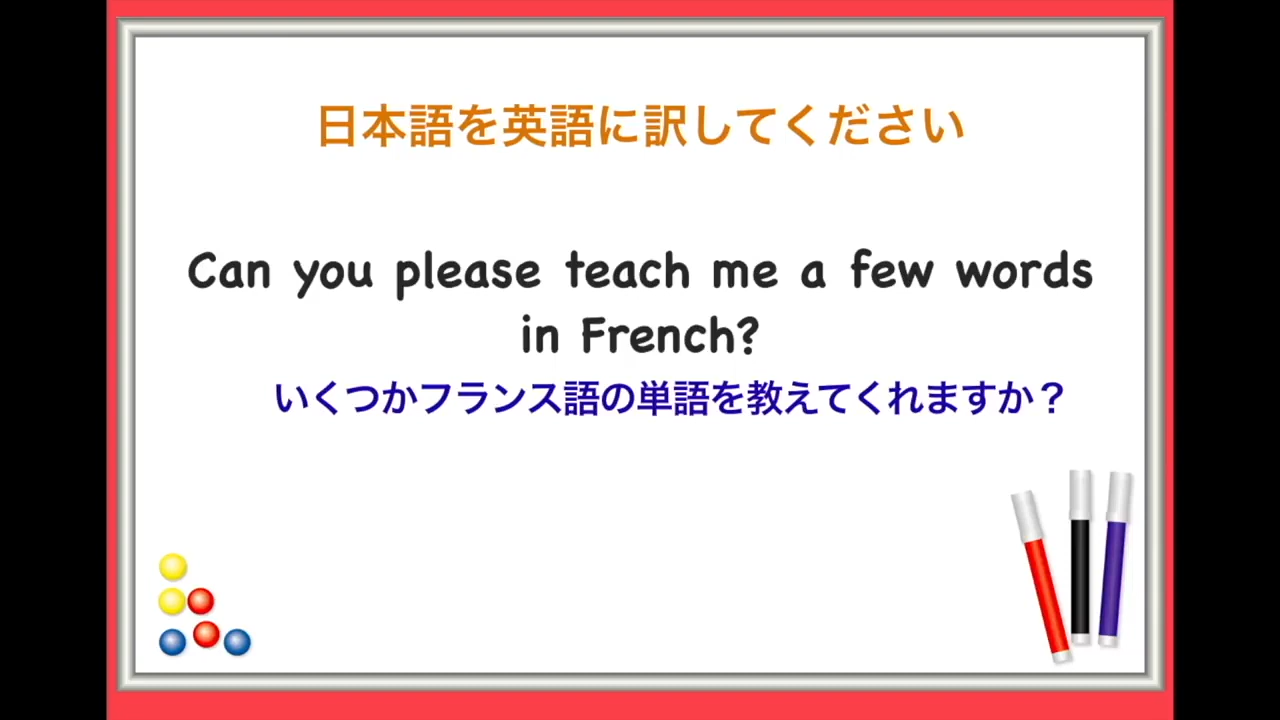 日本語を英語に訳してください
Can you please teach me a few words
in French?
いくつかフランス語の単語を教えてくれますか？